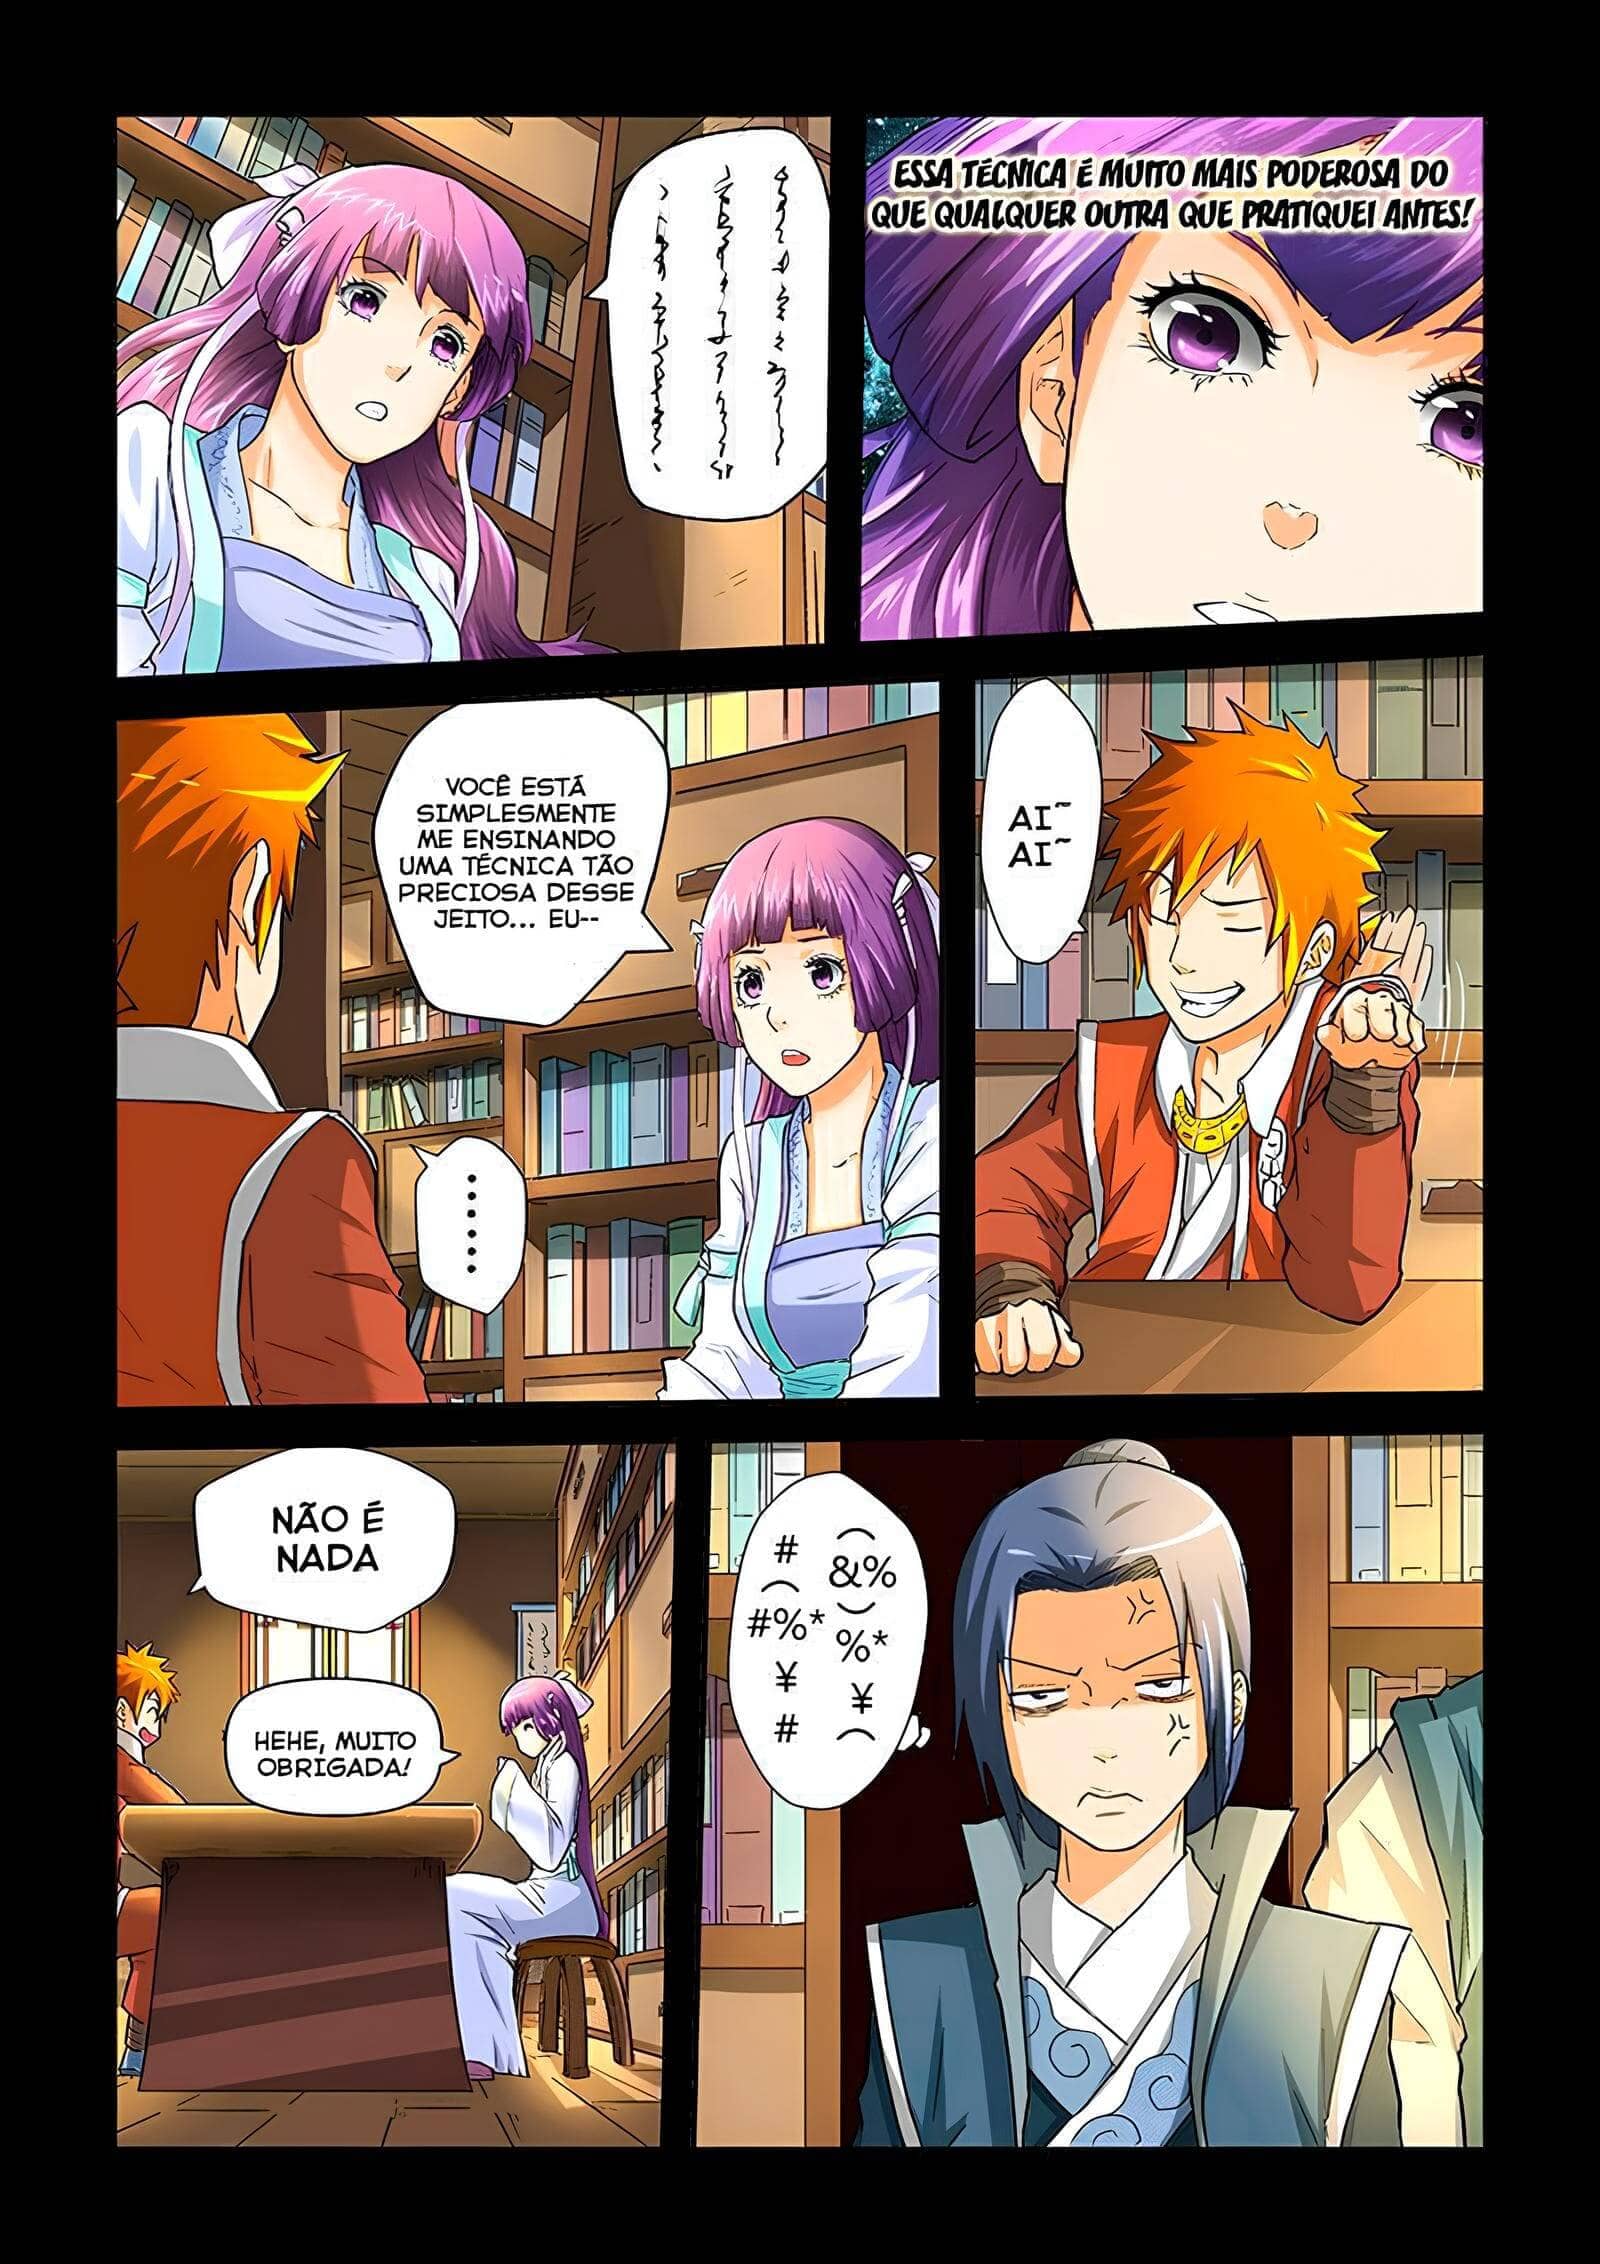 ESSA TÉCNICA É MUITO MAIS PODEROSA DO
QUE QUALQUER OUTRA QUE PRATIQUEI ANTES!
VOCÊ ESTÁ
SIMPLESMENTE
ME ENSINANDO
UMA TÉCNICA TÃO
PRECIOSA DESSE
JEITO... EU--
......
AI~
AI~
NÃO É
NADA
HEHE, MUITO
OBRIGADA!
#
(
#%*
¥
#
(
&%
)
%*
¥
(